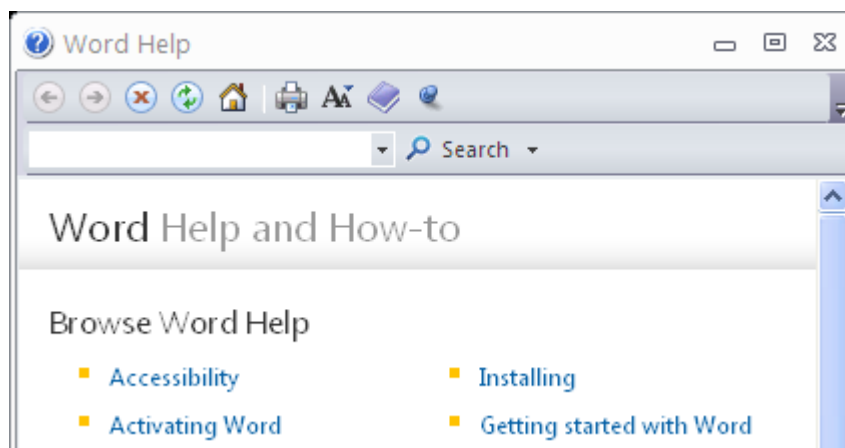 Word Help
AA
Search
Word Help and How-to
Browse Word Help
Accessibility
Installing
Activating Word
Getting started with Word